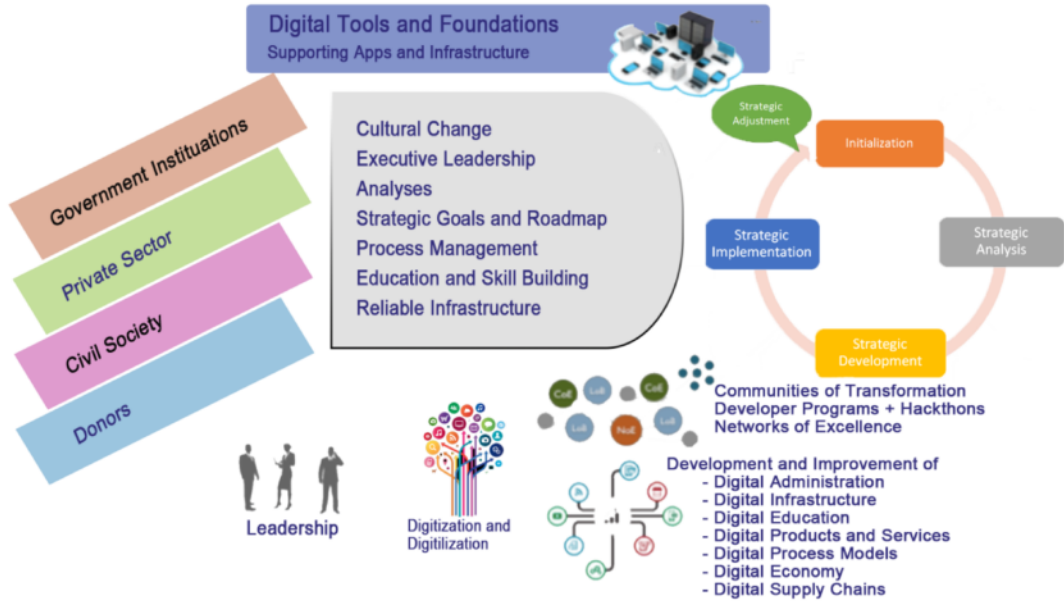 Digital Tools and Foundations
Supporting Apps and Infrastructure
Government Instituations
Private Sector
Civil Society
Donors
Cultural Change
Executive Leadership
Analyses
Strategic Goals and Roadmap
Process Management
Education and Skill Building
Reliable Infrastructure
Strategic
Adjustment
Initialization
Strategic
Analysis
Strategic
Development
Strategic
Implementation
Leadership
Digitization and
Digitilization
CoE
LoE
CoE
LoE
NoE
LoE
Communities of Transformation
Developer Programs + Hackthons
Networks of Excellence
Development and Improvement of
- Digital Administration
- Digital Infrastructure
- Digital Education
- Digital Products and Services
- Digital Process Models
- Digital Economy
- Digital Supply Chains